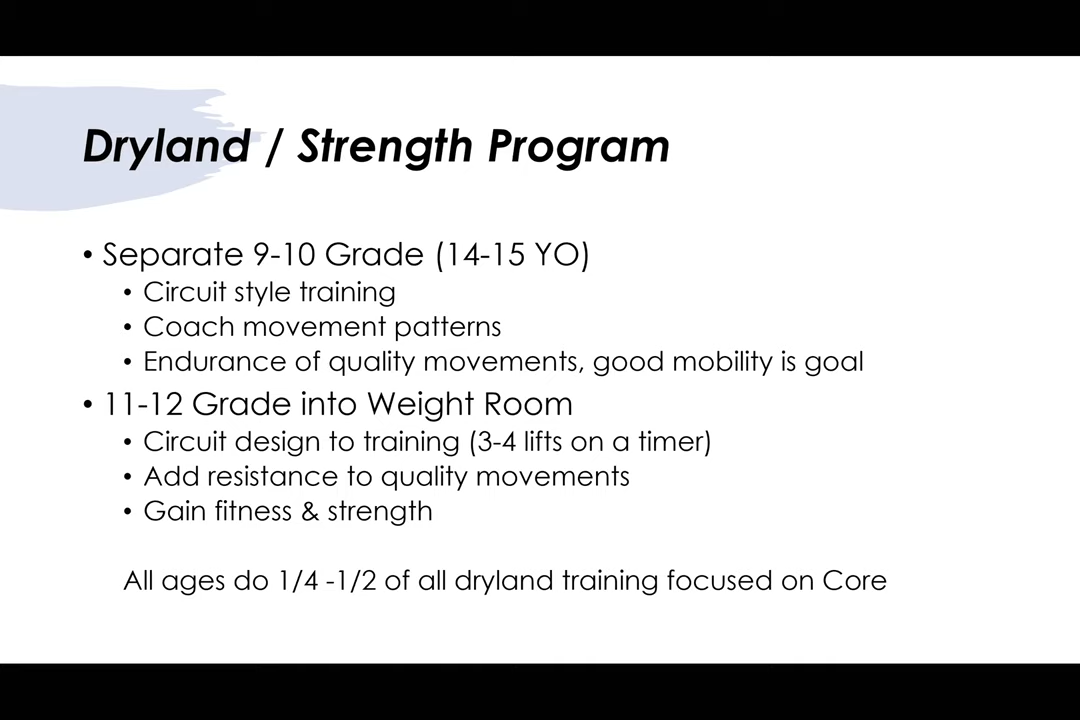 Dryland / Strength Program
• Separate 9-10 Grade (14-15 YO)
• Circuit style training
• Coach movement patterns
• Endurance of quality movements, good mobility is goal
• 11-12 Grade into Weight Room
• Circuit design to training (3-4 lifts on a timer)
• Add resistance to quality movements
• Gain fitness & strength
All ages do 1/4 -1/2 of all dryland training focused on Core